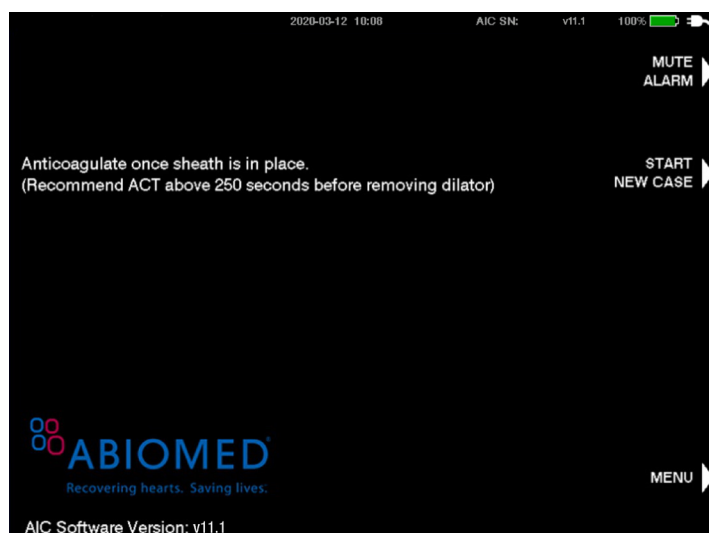 2020-03-12 10:08 AIC SN: v11.1 100%
MUTE
ALARM
Anticoagulate once sheath is in place.
(Recommend ACT above 250 seconds before removing dilator)
START
NEW CASE
ABIOMED
Recovering hearts. Saving lives.
MENU
AIC Software Version: v11.1